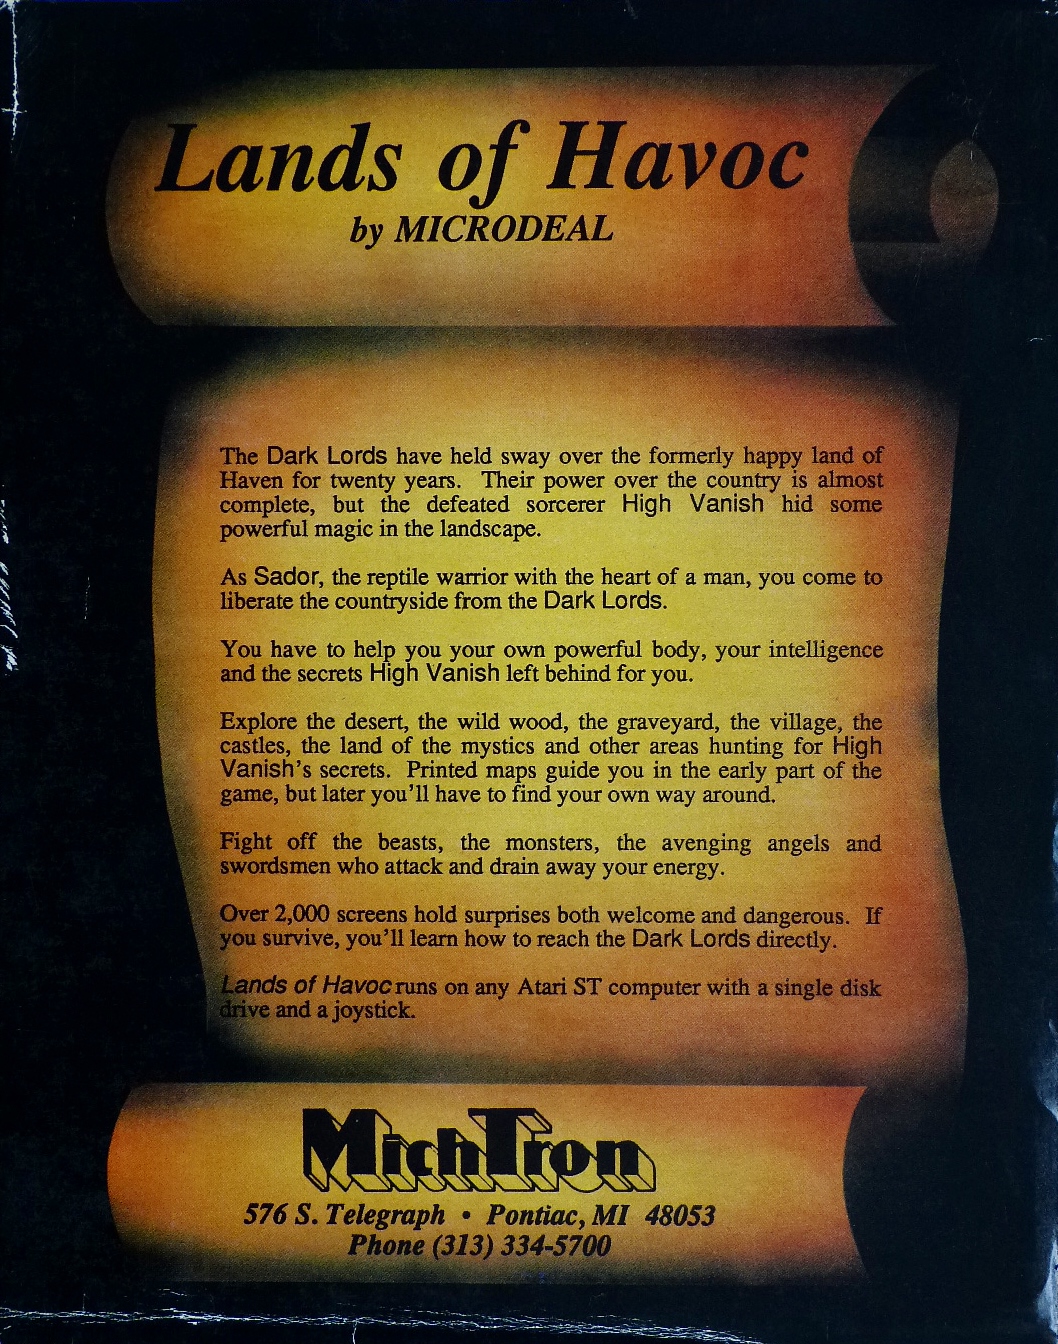 Lands of Havoc
by MICRODEAL
The Dark Lords have held sway over the formerly happy land of
Haven for twenty years. Their power over the country is almost
complete, but the defeated sorcerer High Vanish hid some
powerful magic in the landscape.
As Sador, the reptile warrior with the heart of a man, you come to
liberate the countryside from the Dark Lords.
You have to help you your own powerful body, your intelligence
and the secrets High Vanish left behind for you.
Explore the desert, the wild wood, the graveyard, the village, the
castles, the land of the mystics and other areas hunting for High
Vanish's secrets. Printed maps guide you in the early part of the
game, but later you'll have to find your own way around.
Fight off the beasts, the monsters, the avenging angels and
swordsmen who attack and drain away your energy.
Over 2,000 screens hold surprises both welcome and dangerous. If
you survive, you'll learn how to reach the Dark Lords directly.
Lands of Havoc runs on any Atari ST computer with a single disk
drive and a joystick.
MichTron
576 S. Telegraph • Pontiac, MI 48053
Phone (313) 334-5700